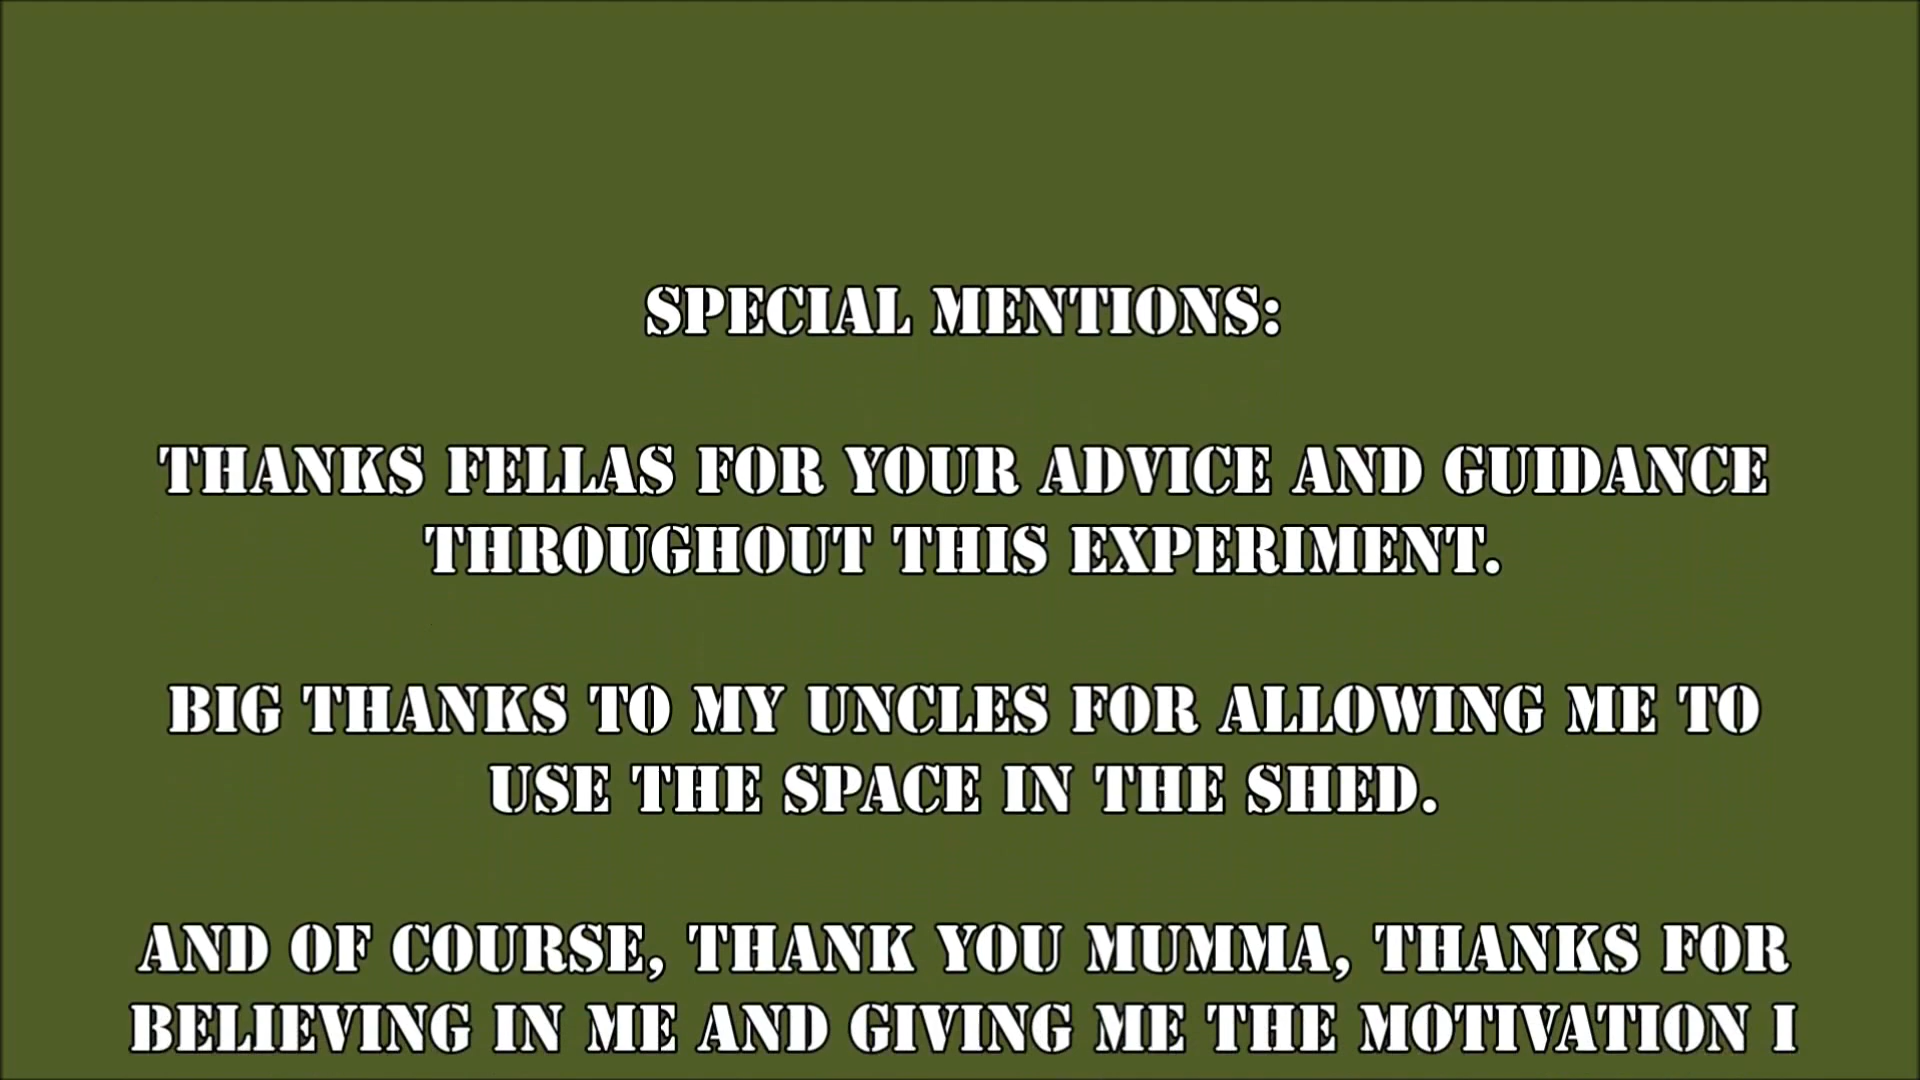 SPECIAL MENTIONS:
THANKS FELLAS FOR YOUR ADVICE AND GUIDANCE
THROUGHOUT THIS EXPERIMENT.
BIG THANKS TO MY UNCLES FOR ALLOWING ME TO
USE THE SPACE IN THE SHED.
AND OF COURSE, THANK YOU MUMMA, THANKS FOR
BELIEVING IN ME AND GIVING ME THE MOTIVATION I